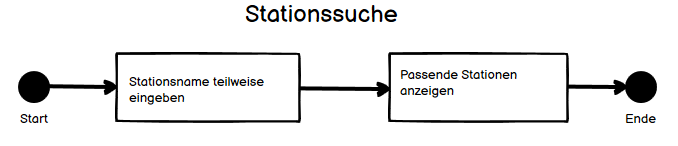 Stationssuche
Stationsname teilweise
eingeben
Passende Stationen
anzeigen
Start
Ende